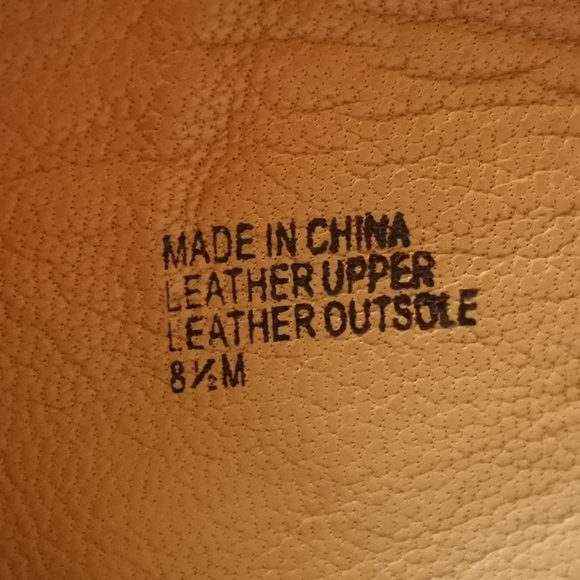 MADE IN CHINA
LEATHER UPPER
LEATHER OUTSOLE
8½M